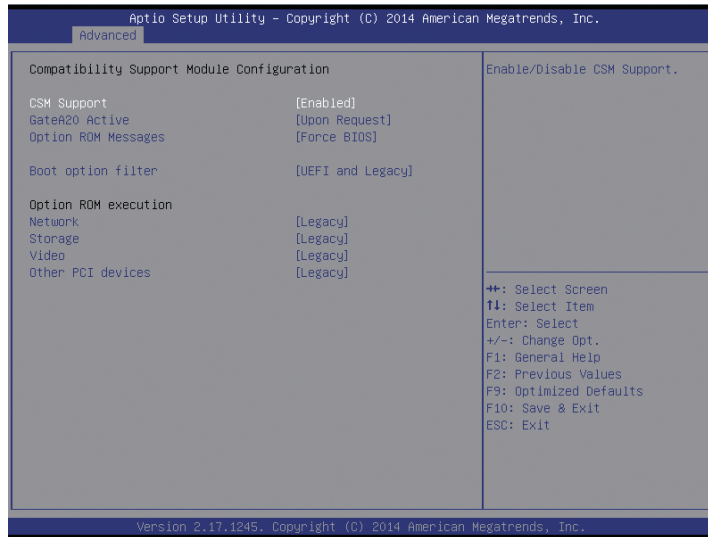 Aptio Setup Utility – Copyright (C) 2014 American Megatrends, Inc.
Advanced
Compatibility Support Module Configuration
CSM Support [Enabled]
GateA20 Active [Upon Request]
Option ROM Messages [Force BIOS]
Boot option filter [UEFI and Legacy]
Option ROM execution
Network [Legacy]
Storage [Legacy]
Video [Legacy]
Other PCI devices [Legacy]
Enable/Disable CSM Support.
→←: Select Screen
↑↓: Select Item
Enter: Select
+/-: Change Opt.
F1: General Help
F2: Previous Values
F9: Optimized Defaults
F10: Save & Exit
ESC: Exit
Version 2.17.1245. Copyright (C) 2014 American Megatrends, Inc.